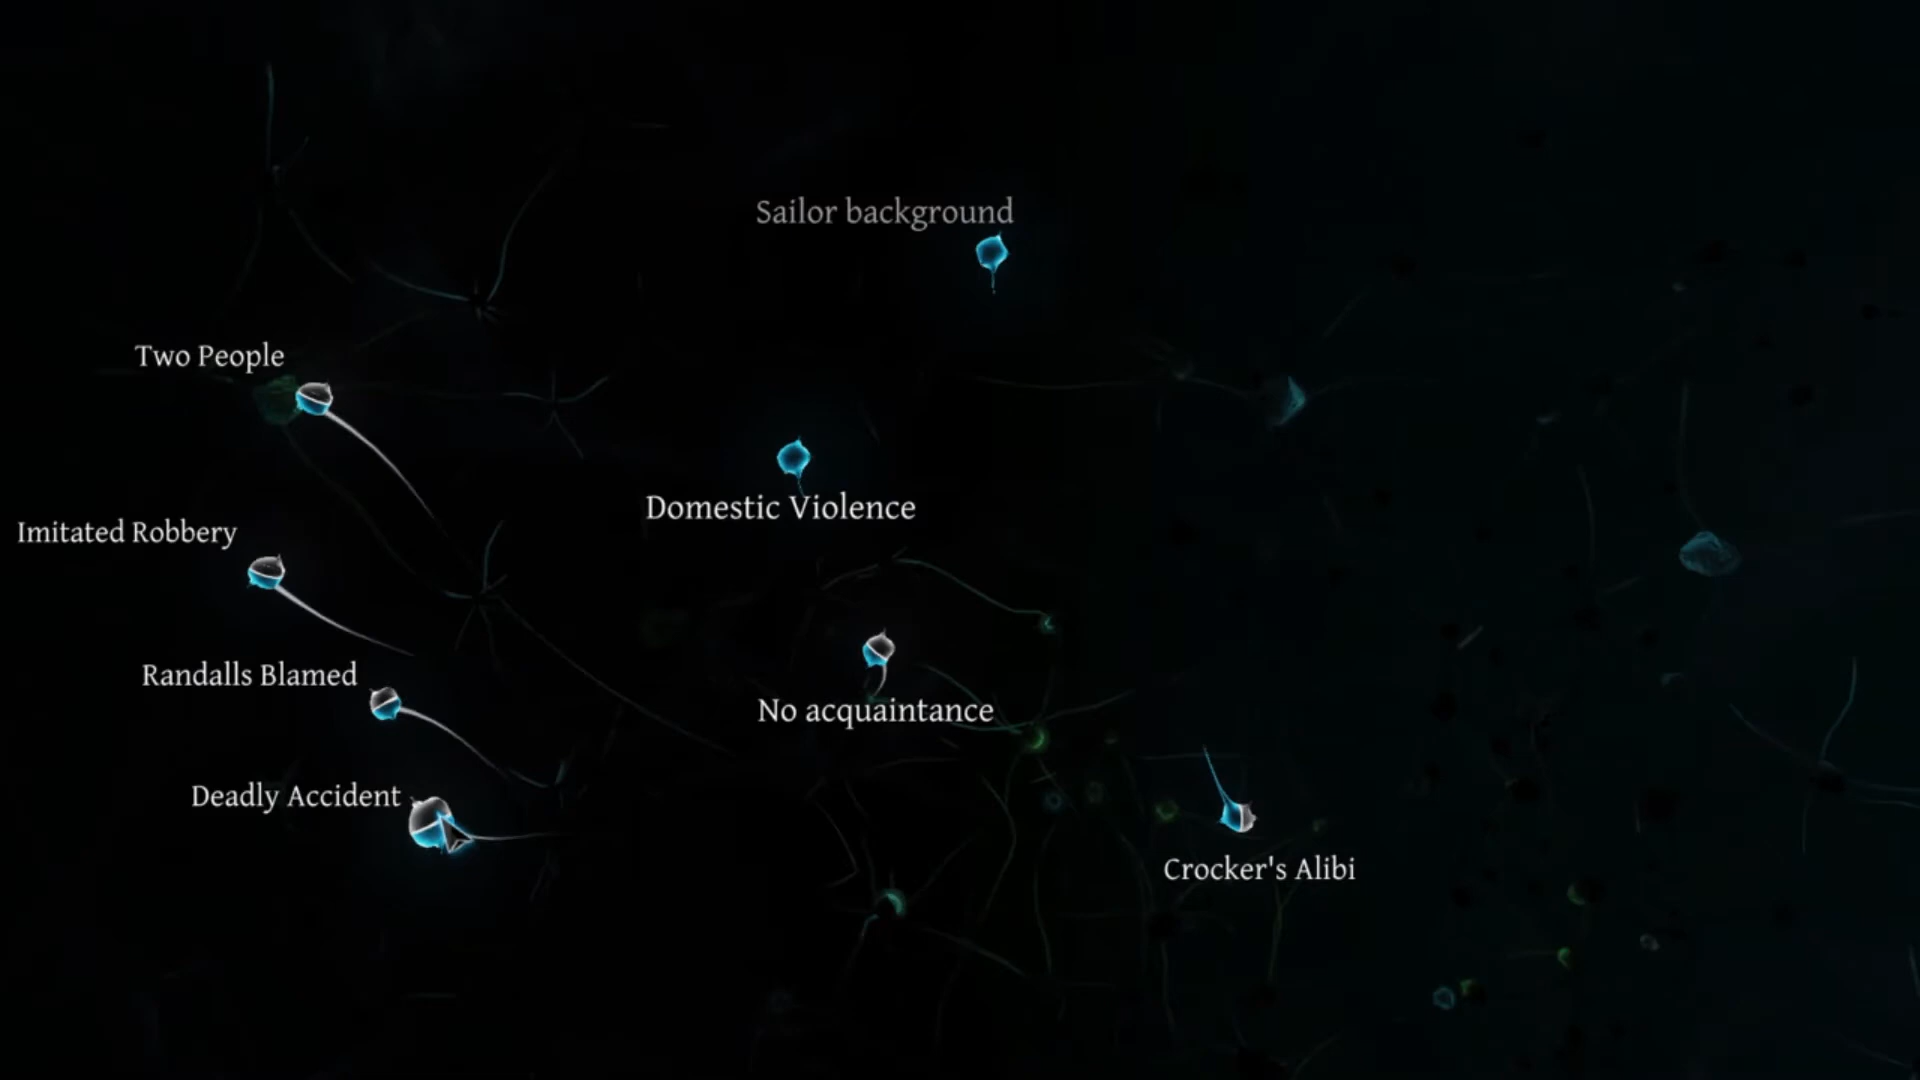 Sailor background
Two People
Domestic Violence
Imitated Robbery
Randalls Blamed
No acquaintance
Deadly Accident
Crocker's Alibi